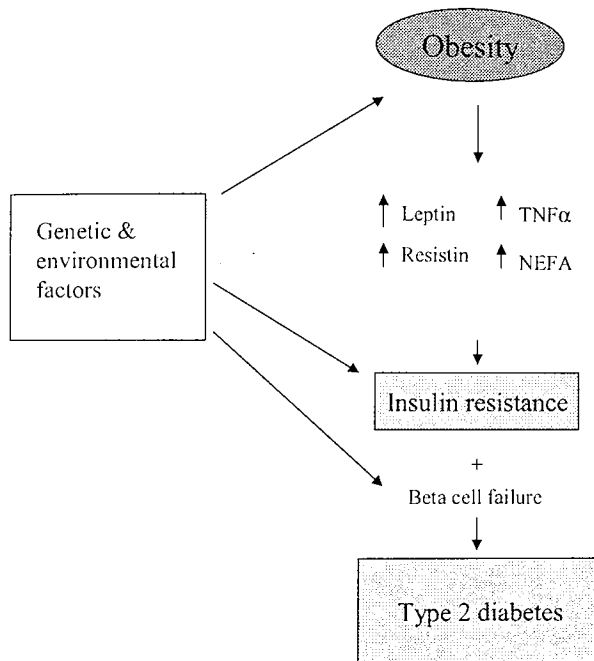 Obesity
Genetic &
environmental
factors
↑ Leptin ↑ TNFα
↑ Resistin ↑ NEFA
Insulin resistance
+
Beta cell failure
Type 2 diabetes